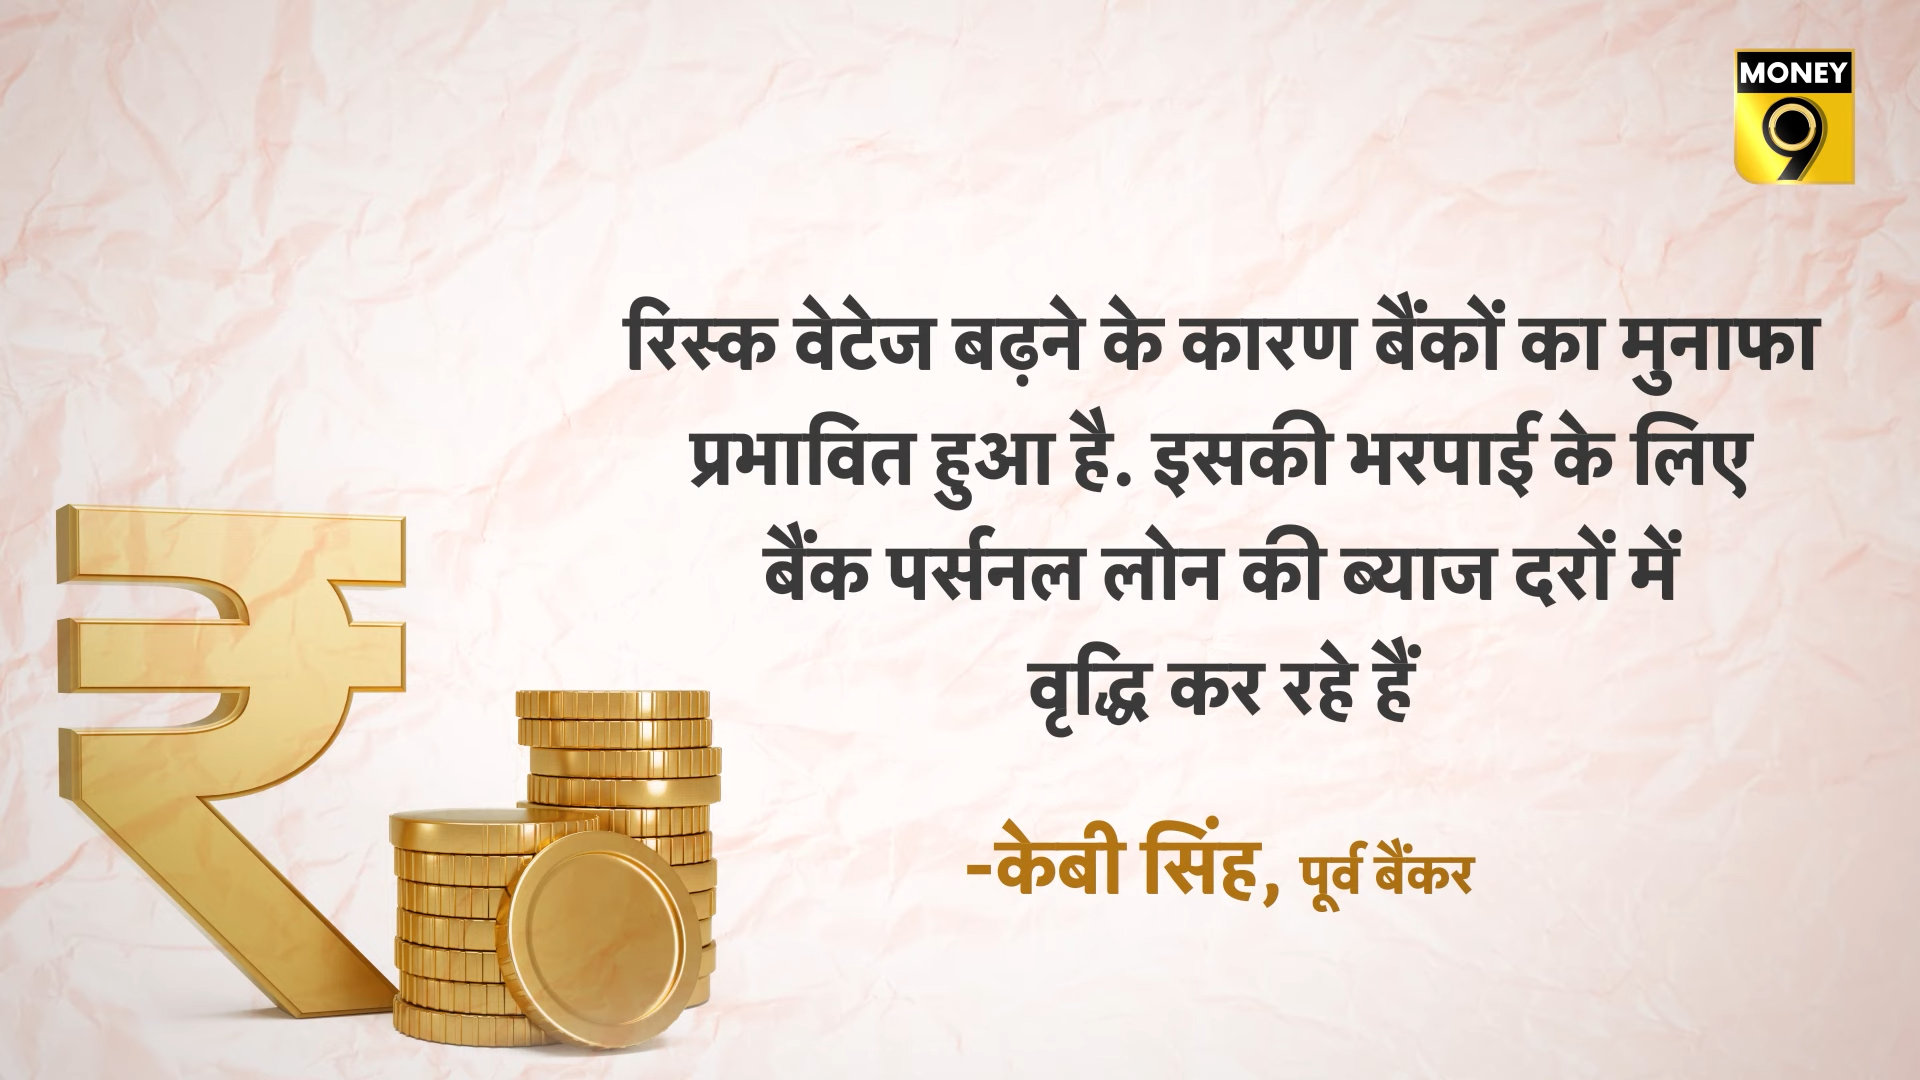 MONEY
9
रिस्क वेटेज बढ़ने के कारण बैंकों का मुनाफा
प्रभावित हुआ है. इसकी भरपाई के लिए
बैंक पर्सनल लोन की ब्याज दरों में
वृद्धि कर रहे हैं
-केबी सिंह, पूर्व बैंकर